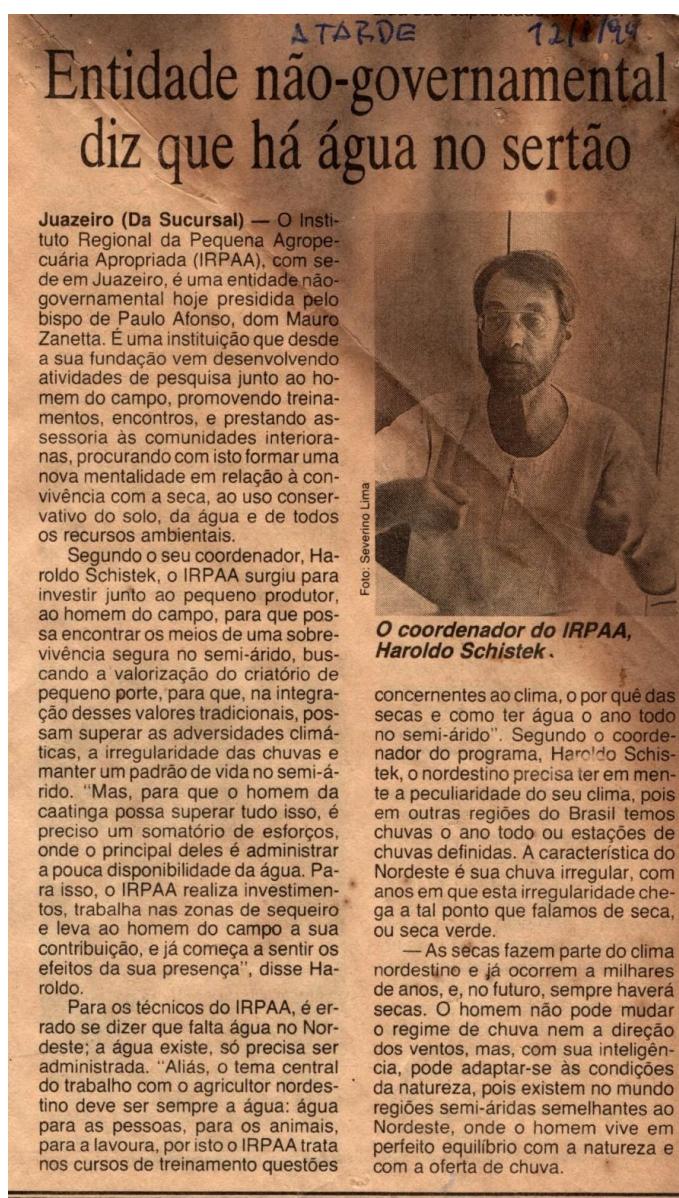 A TARDE 12/1/99
Entidade não-governamental
diz que há água no sertão
Juazeiro (Da Sucursal) — O Insti-
tuto Regional da Pequena Agrope-
cuária Apropriada (IRPAA), com se-
de em Juazeiro, é uma entidade não-
governamental hoje presidida pelo
bispo de Paulo Afonso, dom Mauro
Zanetta. É uma instituição que desde
a sua fundação vem desenvolvendo
atividades de pesquisa junto ao ho-
mem do campo, promovendo treina-
mentos, encontros, e prestando as-
sessoria às comunidades interiora-
nas, procurando com isto formar uma
nova mentalidade em relação à con-
vivência com a seca, ao uso conser-
vativo do solo, da água e de todos
os recursos ambientais.
Segundo o seu coordenador, Ha-
roldo Schistek, o IRPAA surgiu para
investir junto ao pequeno produtor,
ao homem do campo, para que pos-
sa encontrar os meios de uma sobre-
vivência segura no semi-árido, bus-
cando a valorização do criatório de
pequeno porte, para que, na integra-
ção desses valores tradicionais, pos-
sam superar as adversidades climá-
ticas, a irregularidade das chuvas e
manter um padrão de vida no semi-á-
rido. "Mas, para que o homem da
caatinga possa superar tudo isso, é
preciso um somatório de esforços,
onde o principal deles é administrar
a pouca disponibilidade da água. Pa-
ra isso, o IRPAA realiza investimen-
tos, trabalha nas zonas de sequeiro
e leva ao homem do campo a sua
contribuição, e já começa a sentir os
efeitos da sua presença", disse Ha-
roldo.
Para os técnicos do IRPAA, é er-
rado se dizer que falta água no Nor-
deste; a água existe, só precisa ser
administrada. "Aliás, o tema central
do trabalho com o agricultor nordes-
tino deve ser sempre a água: água
para as pessoas, para os animais,
para a lavoura, por isto o IRPAA trata
nos cursos de treinamento questões
Foto: Severino Lima
O coordenador do IRPAA,
Haroldo Schistek.
concernentes ao clima, o por quê das
secas e como ter água o ano todo
no semi-árido". Segundo o coorde-
nador do programa, Haroldo Schis-
tek, o nordestino precisa ter em men-
te a peculiaridade do seu clima, pois
em outras regiões do Brasil temos
chuvas o ano todo ou estações de
chuvas definidas. A característica do
Nordeste é sua chuva irregular, com
anos em que esta irregularidade che-
ga a tal ponto que falamos de seca,
ou seca verde.
— As secas fazem parte do clima
nordestino e já ocorrem a milhares
de anos, e, no futuro, sempre haverá
secas. O homem não pode mudar
o regime de chuva nem a direção
dos ventos, mas, com sua inteligên-
cia, pode adaptar-se às condições
da natureza, pois existem no mundo
regiões semi-áridas semelhantes ao
Nordeste, onde o homem vive em
perfeito equilíbrio com a natureza e
com a oferta de chuva.